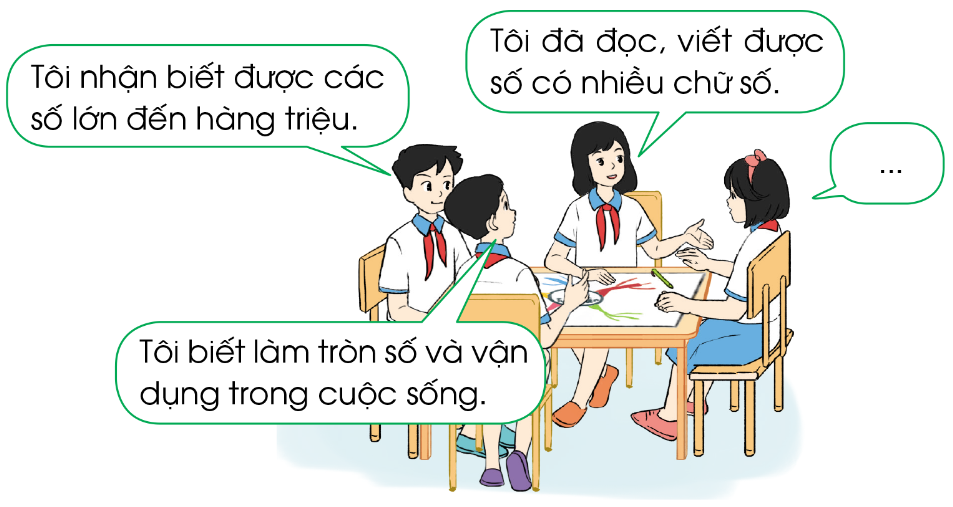 Tôi nhận biết được các
số lớn đến hàng triệu.
Tôi đã đọc, viết được
số có nhiều chữ số.
...
Tôi biết làm tròn số và vận
dụng trong cuộc sống.